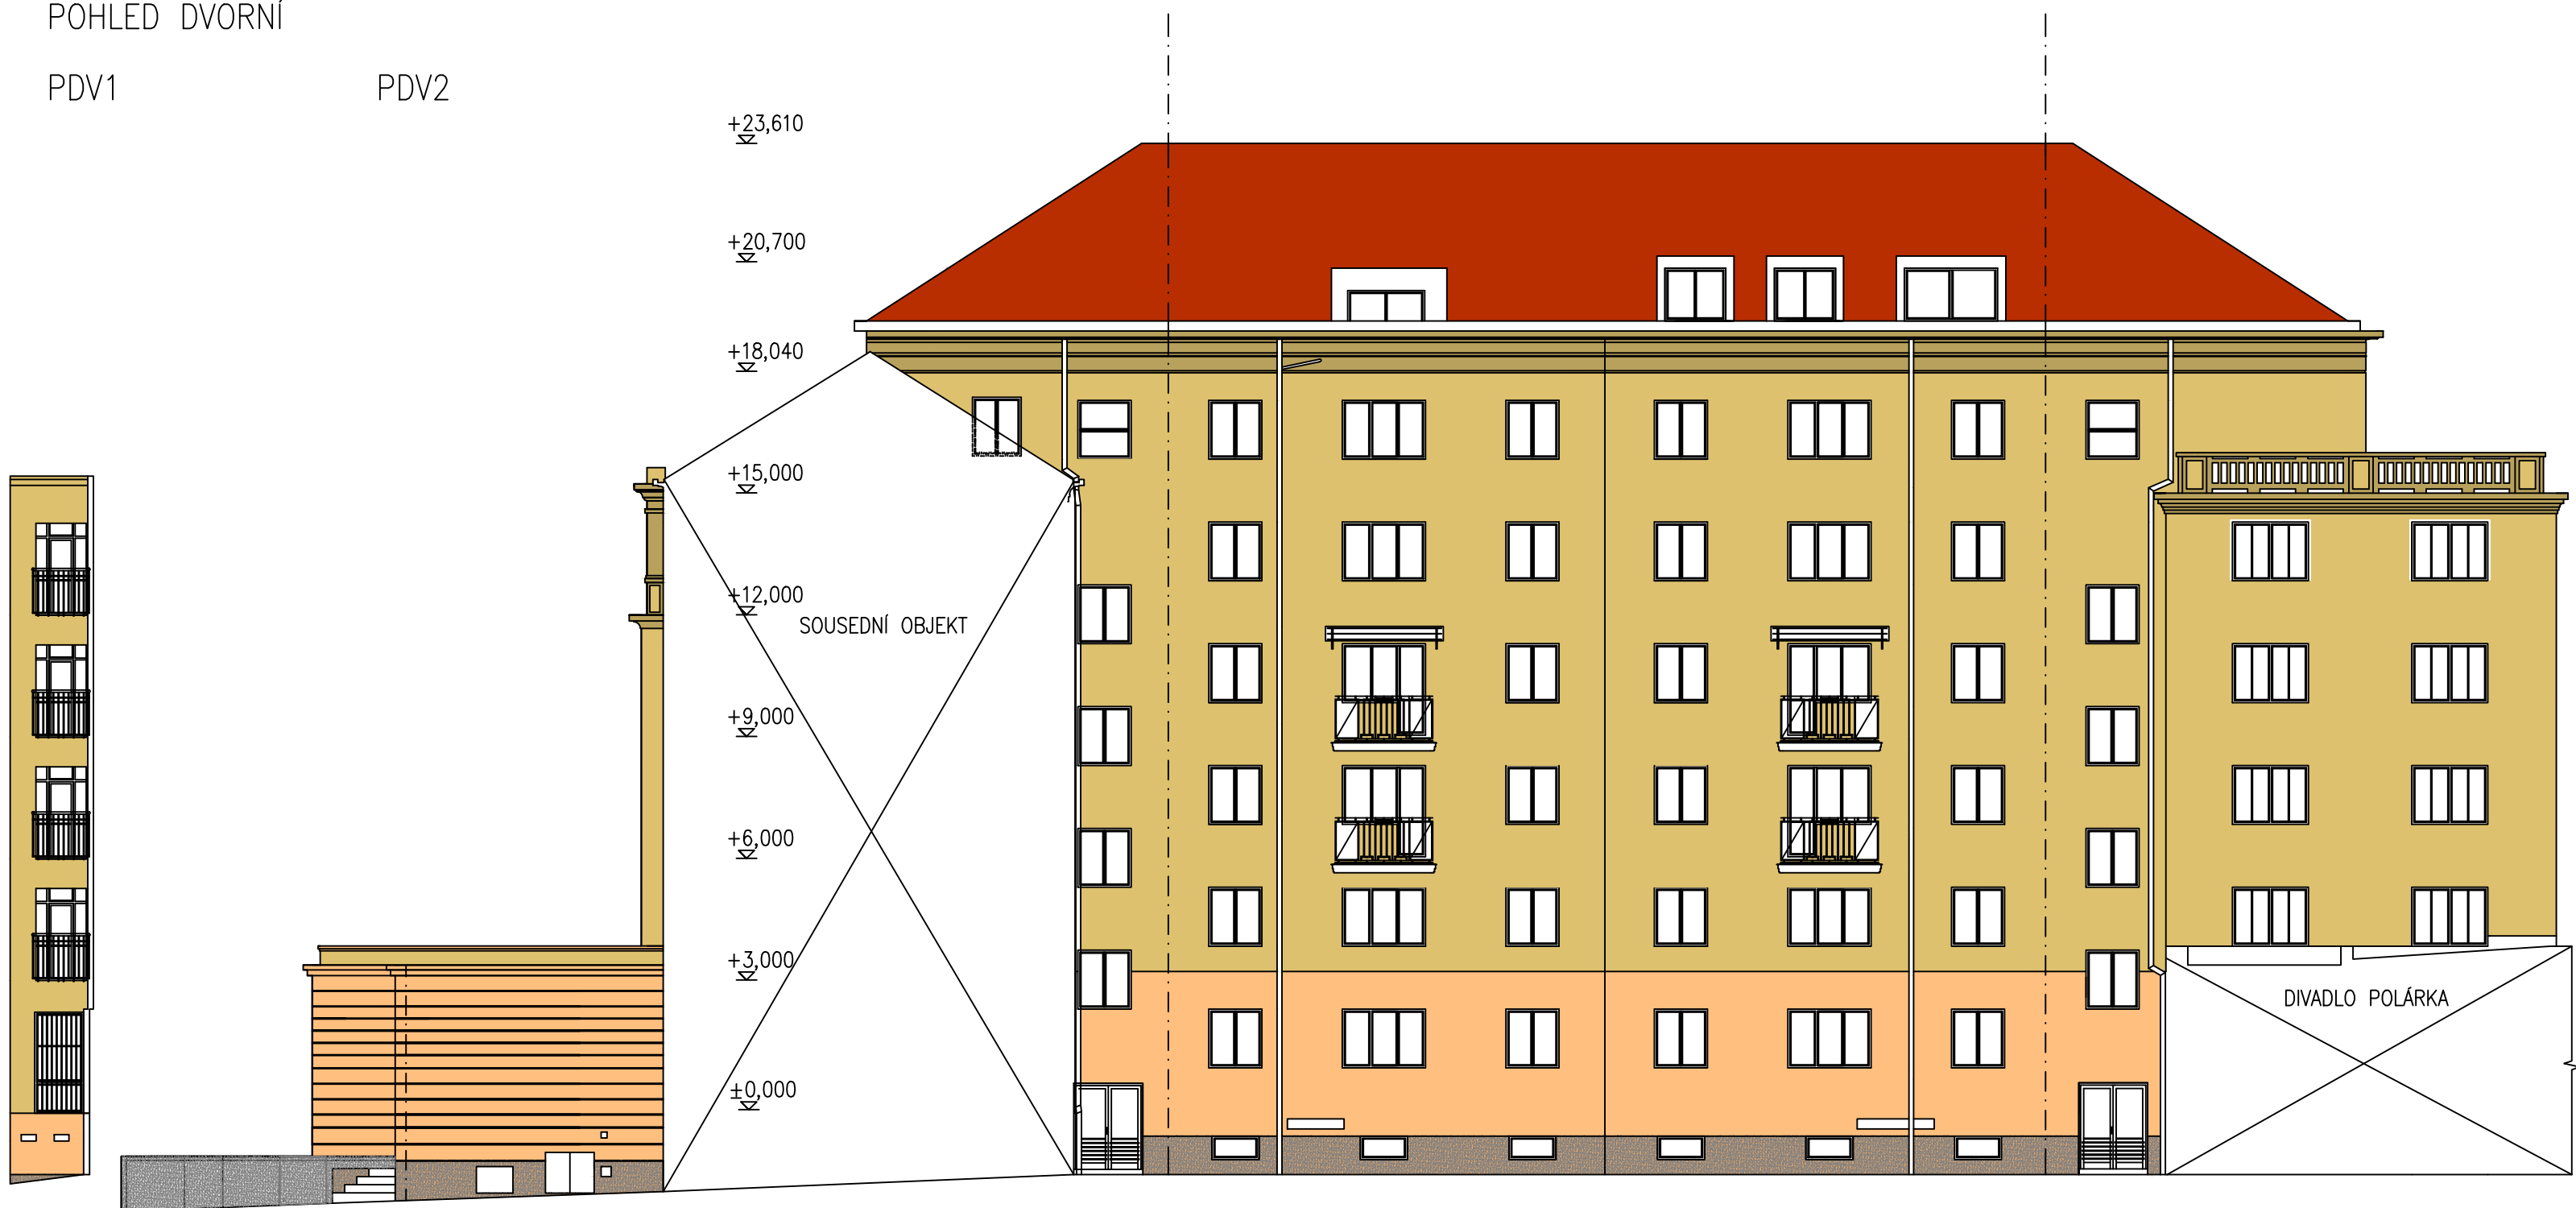 POHLED DVORNÍ
PDV1
PDV2
+23,610
+20,700
+18,040
+15,000
+12,000
SOUSEDNÍ OBJEKT
+9,000
+6,000
+3,000
DIVADLO POLÁRKA
±0,000